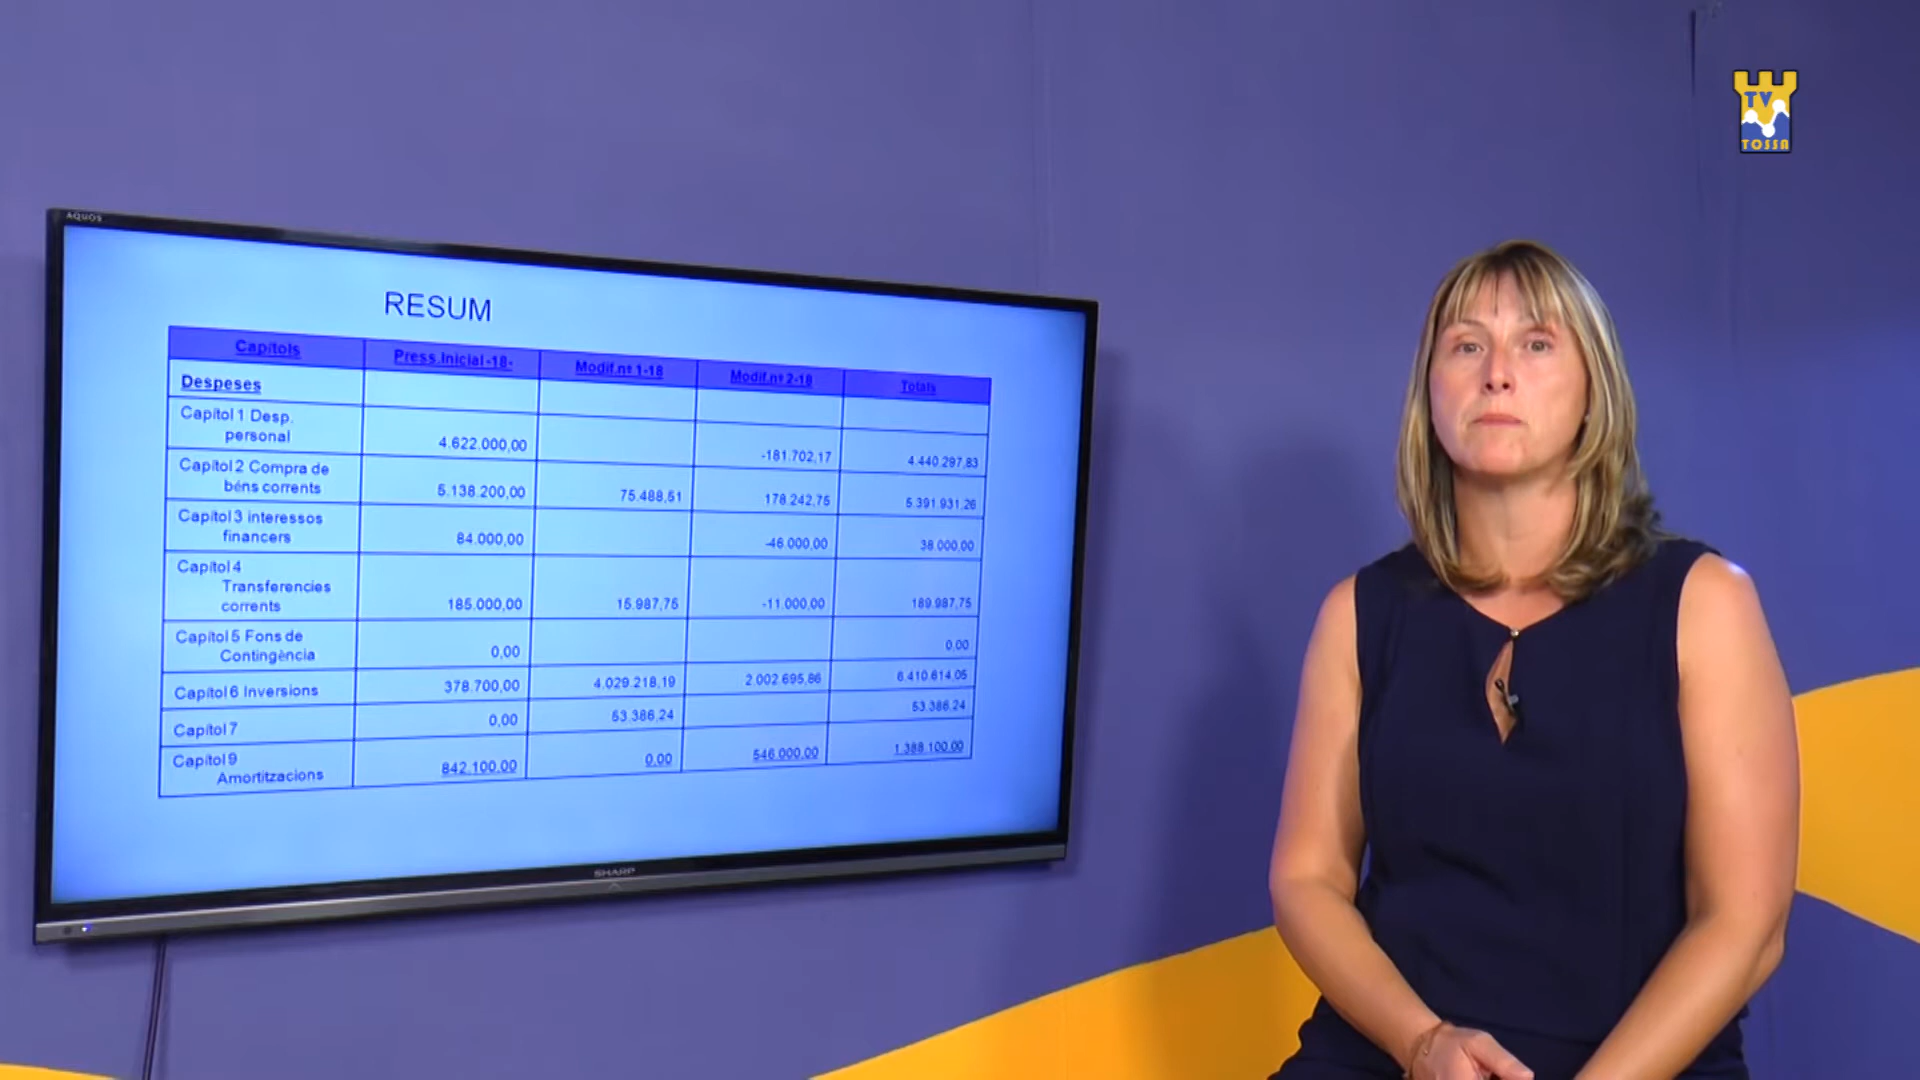 TV
TOSSA
AQUOS
RESUM
Capítols Press.Inicial -18- Modif.nº 1-18 Modif.nº 2-18 Totals
Despeses
Capítol 1 Desp.
personal 4.622.000,00 -181.702,17 4.440.297,83
Capítol 2 Compra de
béns corrents 5.138.200,00 75.488,51 178.242,75 5.391.931,26
Capítol 3 interessos
financers 84.000,00 -46.000,00 38.000,00
Capítol 4
Transferencies
corrents 185.000,00 15.987,75 -11.000,00 189.987,75
Capítol 5 Fons de
Contingència 0,00 0,00
Capítol 6 Inversions 378.700,00 4.029.218,19 2.002.695,86 6.410.614,05
Capítol 7 0,00 53.386,24 53.386,24
Capítol 9
Amortitzacions 842.100.00 0.00 546.000,00 1.388.100.00
SHARP